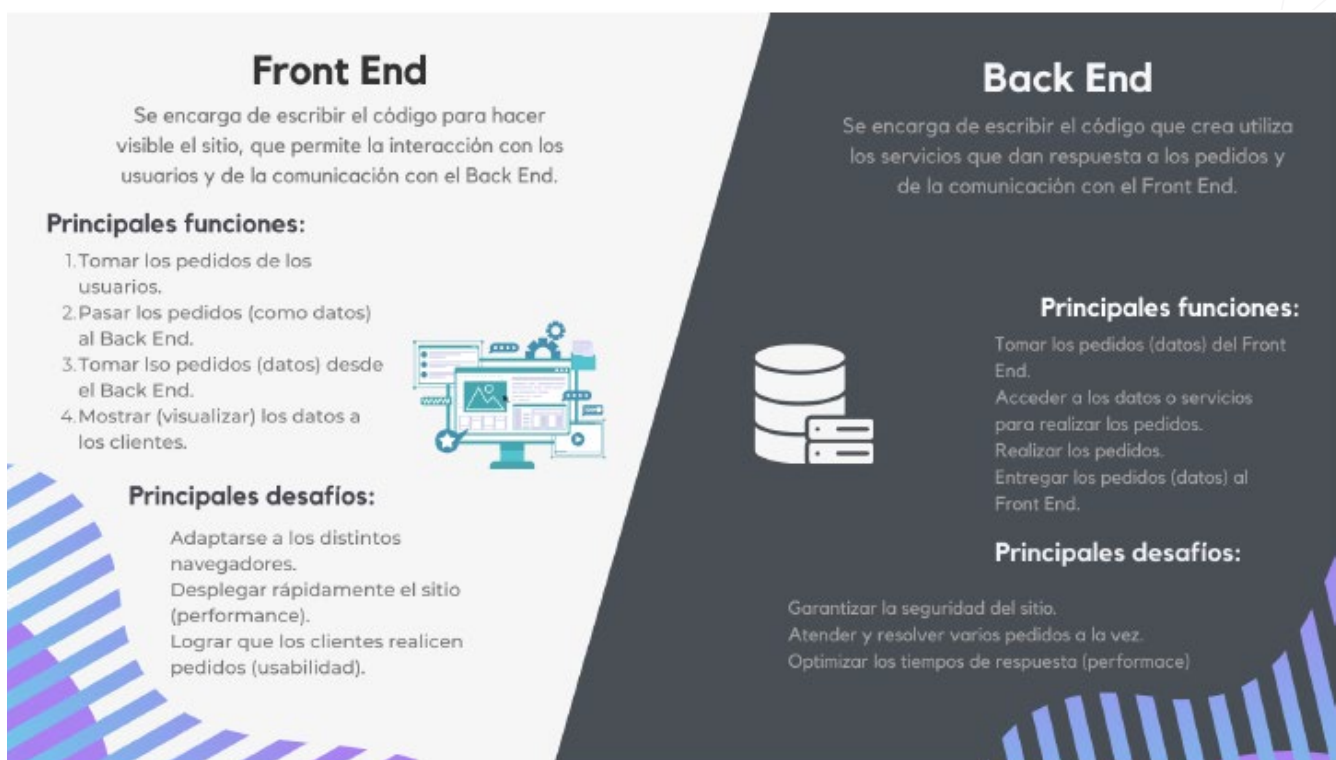 Front End
Se encarga de escribir el código para hacer
visible el sitio, que permite la interacción con los
usuarios y de la comunicación con el Back End.
Principales funciones:
1. Tomar los pedidos de los
usuarios.
2. Pasar los pedidos (como datos)
al Back End.
3. Tomar lso pedidos (datos) desde
el Back End.
4. Mostrar (visualizar) los datos a
los clientes.
Principales desafíos:
Adaptarse a los distintos
navegadores.
Desplegar rápidamente el sitio
(performance).
Lograr que los clientes realicen
pedidos (usabilidad).
Back End
Se encarga de escribir el código que crea utiliza
los servicios que dan respuesta a los pedidos y
de la comunicación con el Front End.
Principales funciones:
Tomar los pedidos (datos) del Front
End.
Acceder a los datos o servicios
para realizar los pedidos.
Realizar los pedidos.
Entregar los pedidos (datos) al
Front End.
Principales desafíos:
Garantizar la seguridad del sitio.
Atender y resolver varios pedidos a la vez.
Optimizar los tiempos de respuesta (performace)